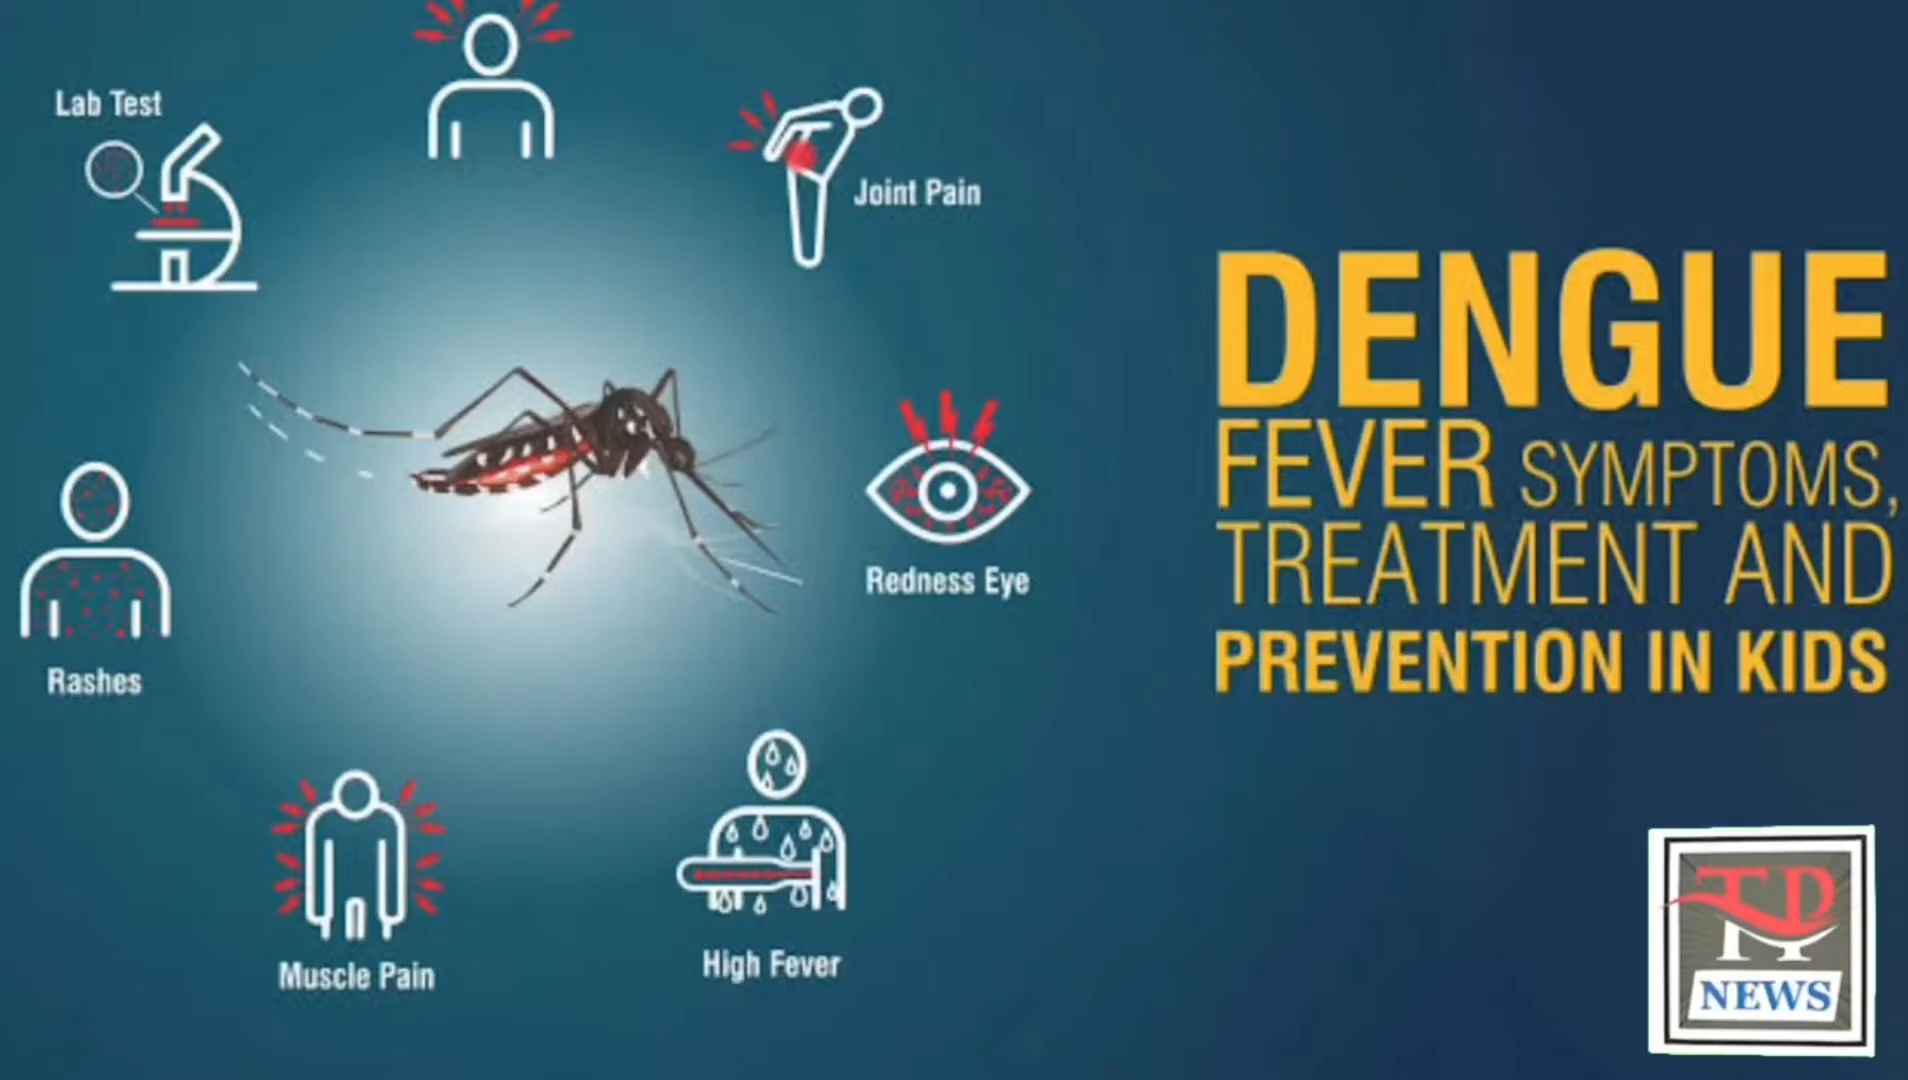 Lab Test
Joint Pain
Redness Eye
Rashes
Muscle Pain
High Fever
DENGUE
FEVER SYMPTOMS,
TREATMENT AND
PREVENTION IN KIDS
NEWS